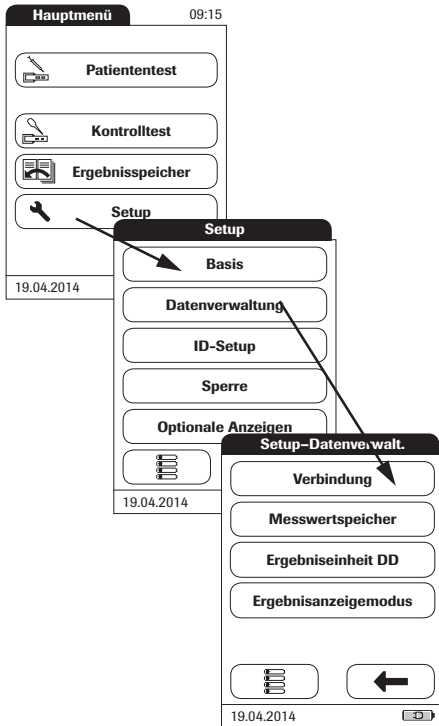 Hauptmenü 09:15
Patiententest
Kontrolltest
Ergebnisspeicher
Setup
19.04.2014
Setup
Basis
Datenverwaltung
ID-Setup
Sperre
Optionale Anzeigen
19.04.2014
Setup-Datenverwalt.
Verbindung
Messwertspeicher
Ergebniseinheit DD
Ergebnisanzeigemodus
19.04.2014